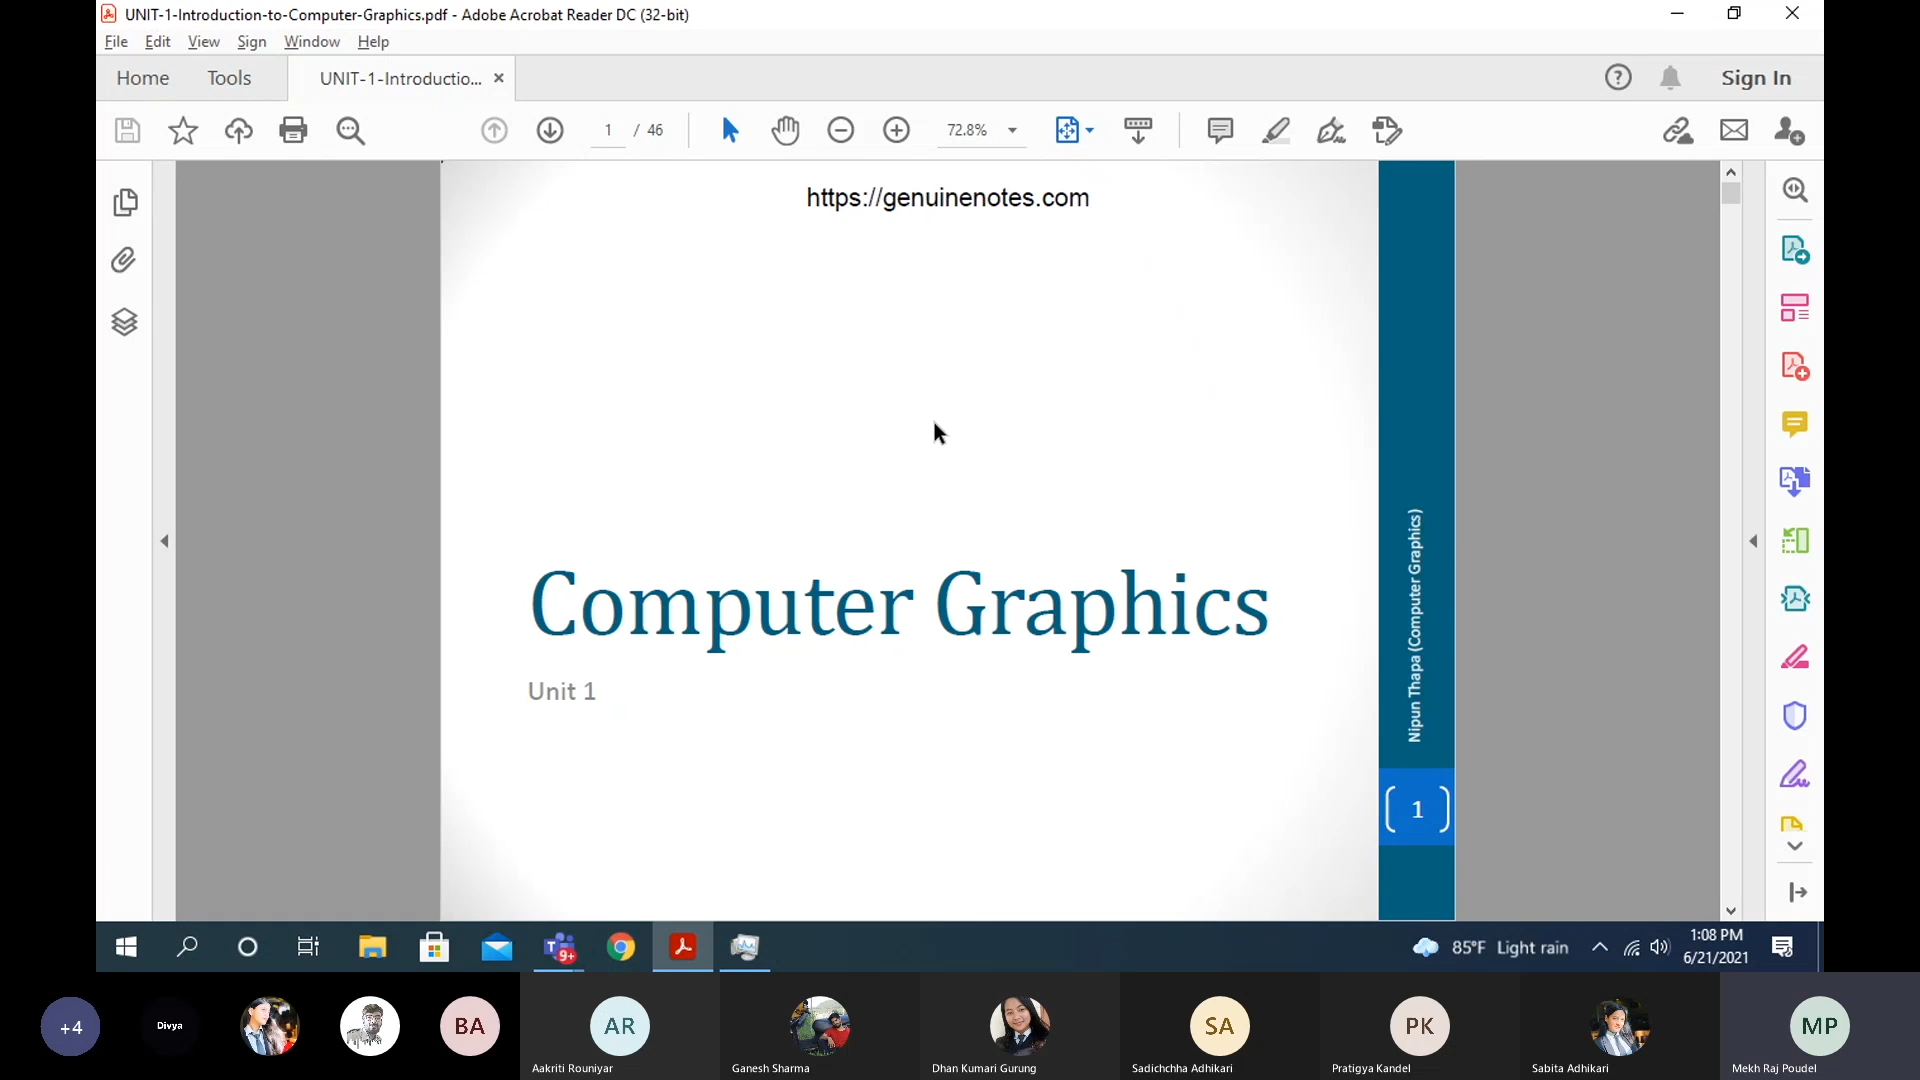 UNIT-1-Introduction-to-Computer-Graphics.pdf - Adobe Acrobat Reader DC (32-bit)
File Edit View Sign Window Help
Home Tools UNIT-1-Introductio... × Sign In
1 / 46 72.8%
https://genuinenotes.com
Computer Graphics
Unit 1
Nipun Thapa (Computer Graphics)
1
9+
85°F Light rain
1:08 PM
6/21/2021
+4
Divya
BA
AR
SA
PK
MP
Aakriti Rouniyar
Ganesh Sharma
Dhan Kumari Gurung
Sadichchha Adhikari
Pratigya Kandel
Sabita Adhikari
Mekh Raj Poudel